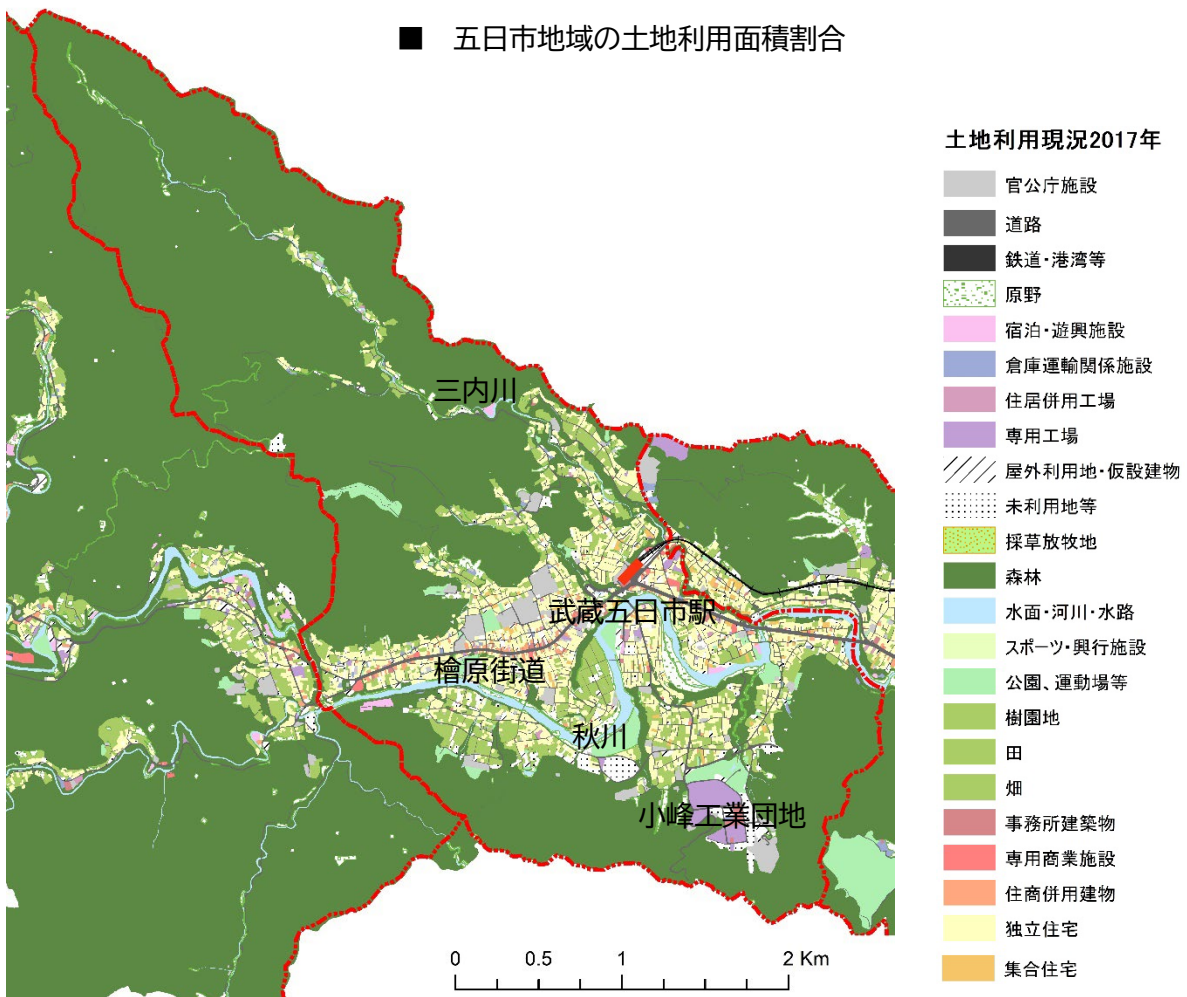 ■ 五日市地域の土地利用面積割合
土地利用現況2017年
官公庁施設
道路
鉄道・港湾等
原野
宿泊・遊興施設
倉庫運輸関係施設
住居併用工場
専用工場
屋外利用地・仮設建物
未利用地等
採草放牧地
森林
水面・河川・水路
スポーツ・興行施設
公園、運動場等
樹園地
田
畑
事務所建築物
専用商業施設
住商併用建物
独立住宅
集合住宅
三内川
武蔵五日市駅
檜原街道
秋川
小峰工業団地
0 0.5 1 2 Km